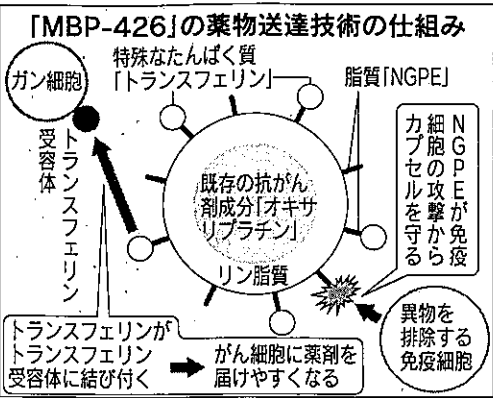 「MBP-426」の薬物送達技術の仕組み
ガン細胞
特殊なたんぱく質
「トランスフェリン」
脂質「NGPE」
トランスフェリン
受容体
NGPEが免疫
細胞の攻撃から
カプセルを守る
既存の抗がん
剤成分「オキサ
リプラチン」
リン脂質
異物を
排除する
免疫細胞
トランスフェリンが
トランスフェリン
受容体に結び付く
がん細胞に薬剤を
届けやすくなる